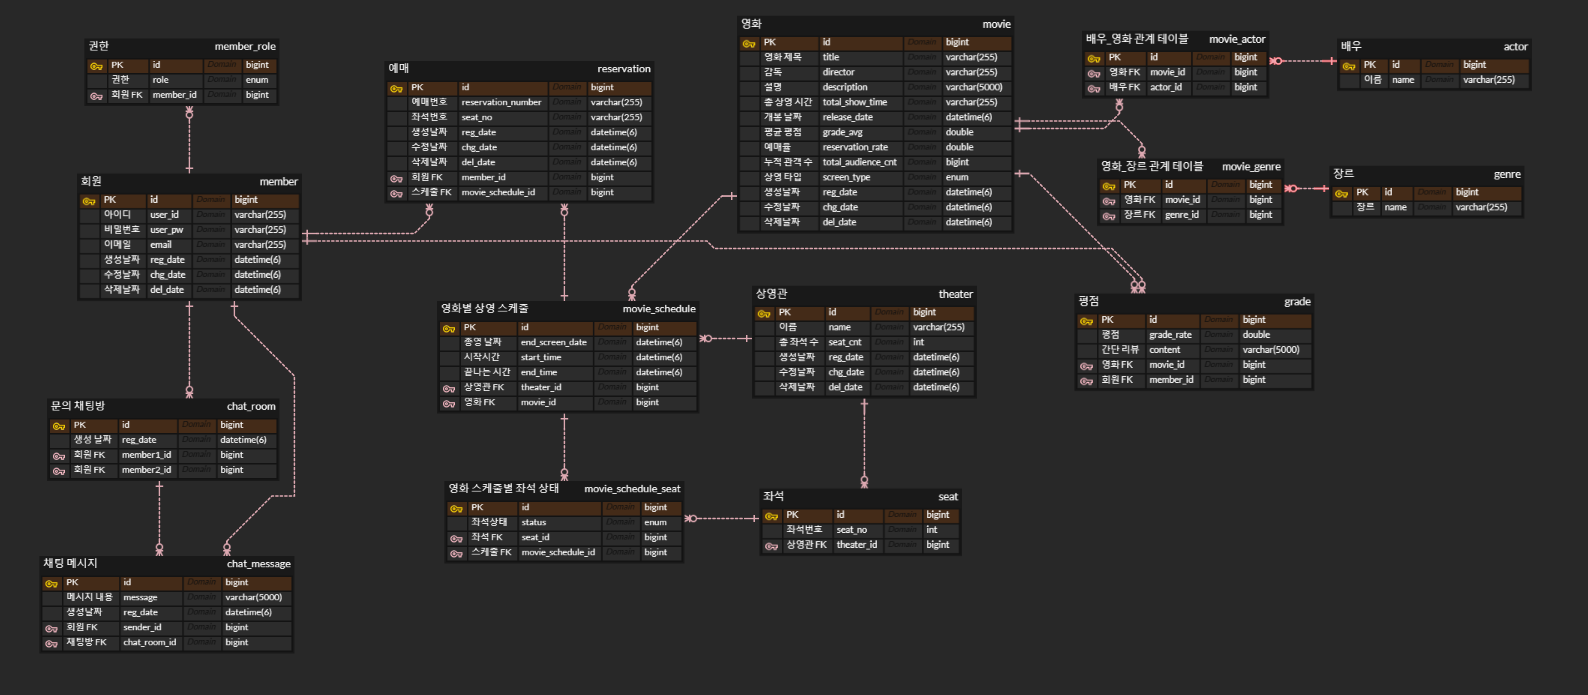 권한 member_role
PK id Domain bigint
권한 role Domain enum
회원 FK member_id Domain bigint
예매 reservation
PK id Domain bigint
예매번호 reservation_number Domain varchar(255)
좌석번호 seat_no Domain varchar(255)
생성날짜 reg_date Domain datetime(6)
수정날짜 chg_date Domain datetime(6)
삭제날짜 del_date Domain datetime(6)
회원 FK member_id Domain bigint
스케줄 FK movie_schedule_id Domain bigint
영화 movie
PK id Domain bigint
영화 제목 title Domain varchar(255)
감독 director Domain varchar(255)
설명 description Domain varchar(5000)
총 상영 시간 total_show_time Domain varchar(255)
개봉 날짜 release_date Domain datetime(6)
평균 평점 grade_avg Domain double
예매율 reservation_rate Domain double
누적 관객 수 total_audience_cnt Domain bigint
상영 타입 screen_type Domain enum
생성날짜 reg_date Domain datetime(6)
수정날짜 chg_date Domain datetime(6)
삭제날짜 del_date Domain datetime(6)
배우_영화 관계 테이블 movie_actor
PK id Domain bigint
영화 FK movie_id Domain bigint
배우 FK actor_id Domain bigint
배우 actor
PK id Domain bigint
이름 name Domain varchar(255)
영화_장르 관계 테이블 movie_genre
PK id Domain bigint
영화 FK movie_id Domain bigint
장르 FK genre_id Domain bigint
장르 genre
PK id Domain bigint
장르 name Domain varchar(255)
회원 member
PK id Domain bigint
아이디 user_id Domain varchar(255)
비밀번호 user_pw Domain varchar(255)
이메일 email Domain varchar(255)
생성날짜 reg_date Domain datetime(6)
수정날짜 chg_date Domain datetime(6)
삭제날짜 del_date Domain datetime(6)
영화별 상영 스케줄 movie_schedule
PK id Domain bigint
종영 날짜 end_screen_date Domain datetime(6)
시작시간 start_time Domain datetime(6)
끝나는 시간 end_time Domain datetime(6)
상영관 FK theater_id Domain bigint
영화 FK movie_id Domain bigint
상영관 theater
PK id Domain bigint
이름 name Domain varchar(255)
총 좌석 수 seat_cnt Domain int
생성날짜 reg_date Domain datetime(6)
수정날짜 chg_date Domain datetime(6)
삭제날짜 del_date Domain datetime(6)
평점 grade
PK id Domain bigint
평점 grade_rate Domain double
간단 리뷰 content Domain varchar(5000)
영화 FK movie_id Domain bigint
회원 FK member_id Domain bigint
문의 채팅방 chat_room
PK id Domain bigint
생성 날짜 reg_date Domain datetime(6)
회원 FK member1_id Domain bigint
회원 FK member2_id Domain bigint
영화 스케줄별 좌석 상태 movie_schedule_seat
PK id Domain bigint
좌석상태 status Domain enum
좌석 FK seat_id Domain bigint
스케줄 FK movie_schedule_id Domain bigint
좌석 seat
PK id Domain bigint
좌석번호 seat_no Domain int
상영관 FK theater_id Domain bigint
채팅 메시지 chat_message
PK id Domain bigint
메시지 내용 message Domain varchar(5000)
생성날짜 reg_date Domain datetime(6)
회원 FK sender_id Domain bigint
채팅방 FK chat_room_id Domain bigint